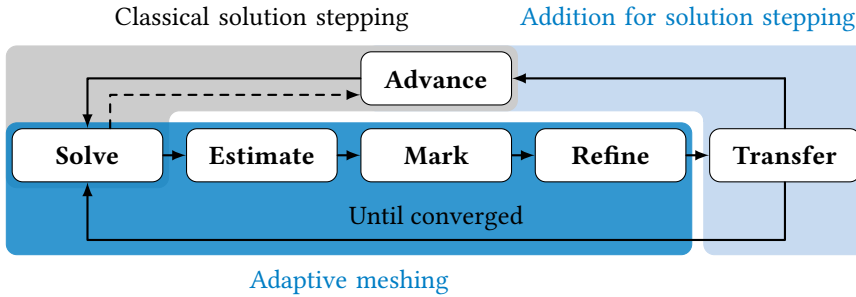 Classical solution stepping
Addition for solution stepping
Advance
Solve
Estimate
Mark
Refine
Transfer
Until converged
Adaptive meshing